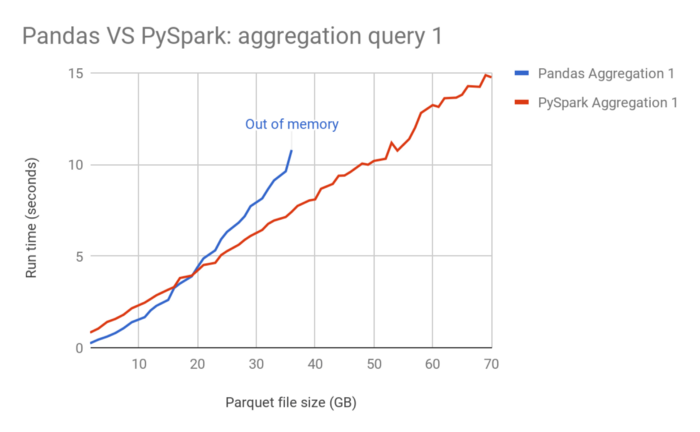 Pandas VS PySpark: aggregation query 1
Pandas Aggregation 1
PySpark Aggregation 1
Out of memory
Run time (seconds)
15
10
5
0
10 20 30 40 50 60 70
Parquet file size (GB)